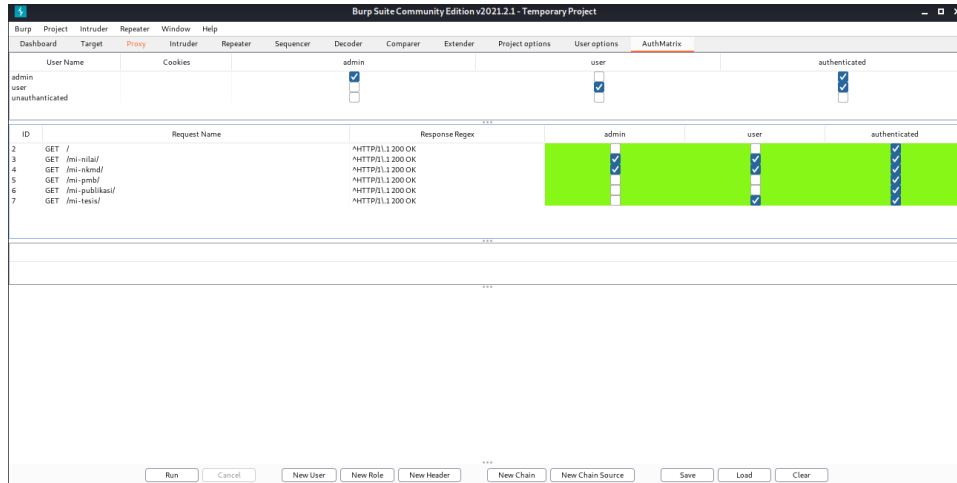 Burp Suite Community Edition v2021.2.1 - Temporary Project
Burp Project Intruder Repeater Window Help
Dashboard Target Proxy Intruder Repeater Sequencer Decoder Comparer Extender Project options User options AuthMatrix
User Name Cookies admin user authenticated
admin
user
unauthanticated
ID Request Name Response Regex admin user authenticated
2 GET / ^HTTP/1\.1 200 OK
3 GET /mi-nilai/ ^HTTP/1\.1 200 OK
4 GET /mi-nkmd/ ^HTTP/1\.1 200 OK
5 GET /mi-pmb/ ^HTTP/1\.1 200 OK
6 GET /mi-publikasi/ ^HTTP/1\.1 200 OK
7 GET /mi-tesis/ ^HTTP/1\.1 200 OK
Run Cancel New User New Role New Header New Chain New Chain Source Save Load Clear